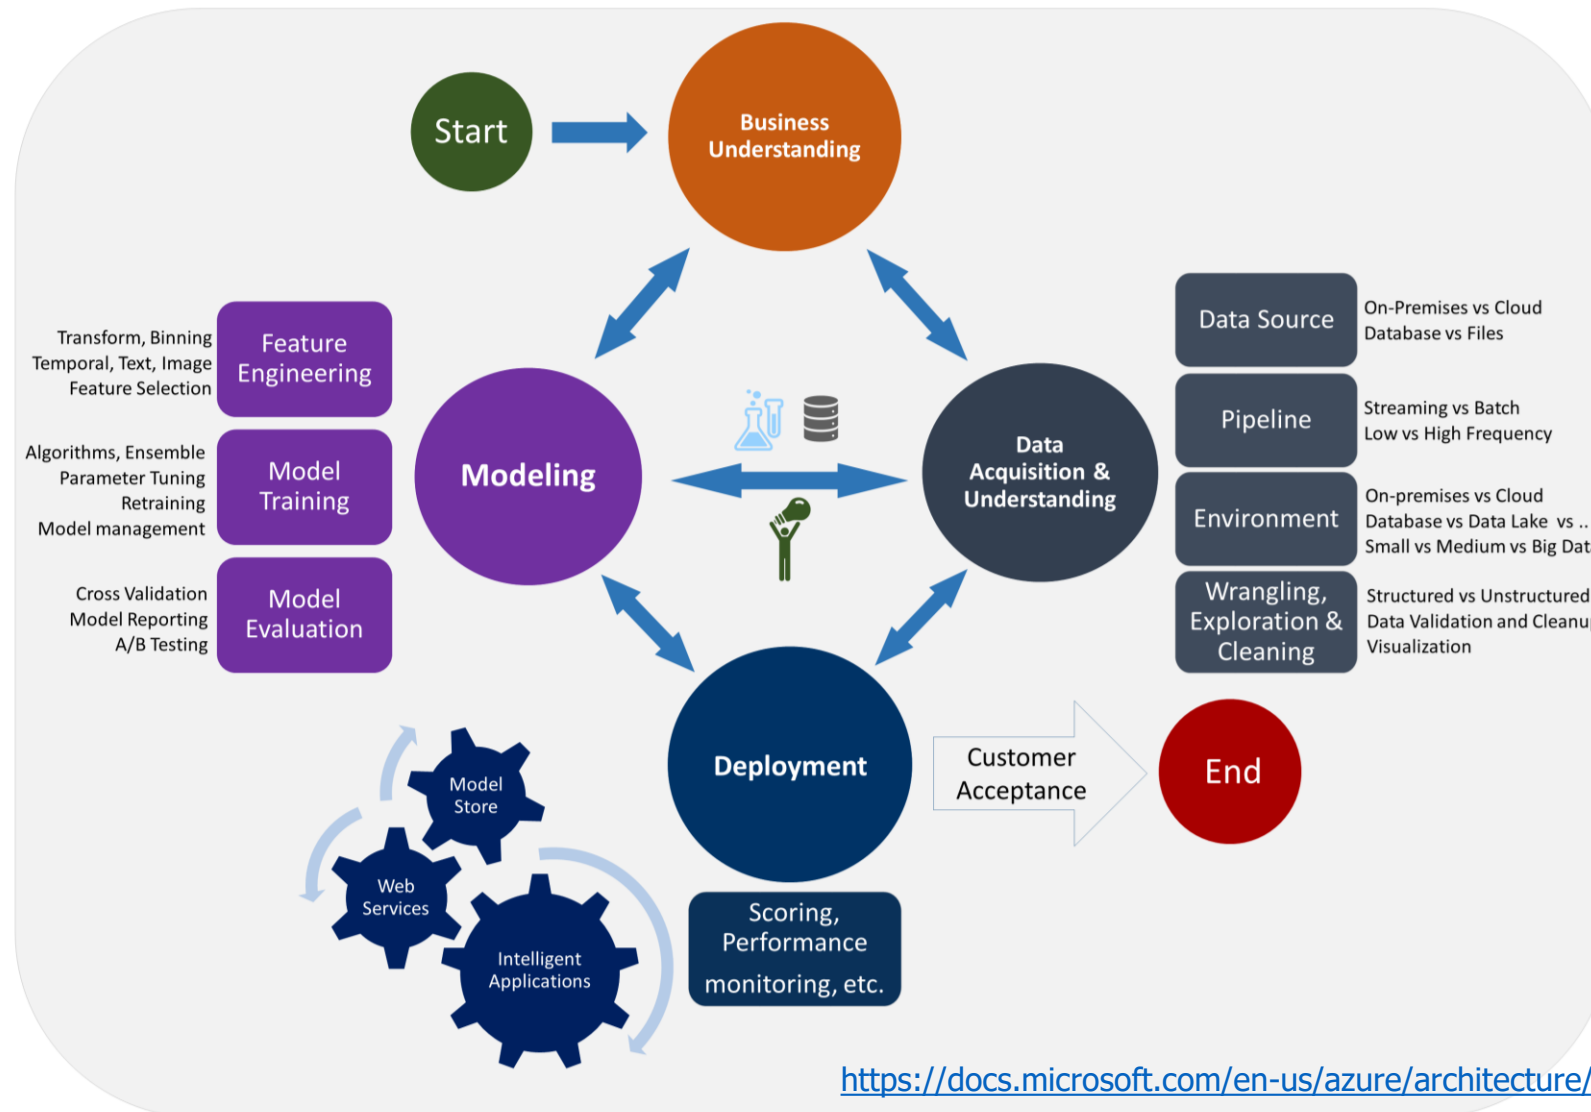 Start
Business
Understanding
Feature
Engineering
Transform, Binning
Temporal, Text, Image
Feature Selection
Model
Training
Algorithms, Ensemble
Parameter Tuning
Retraining
Model management
Model
Evaluation
Cross Validation
Model Reporting
A/B Testing
Modeling
Data
Acquisition &
Understanding
Data Source
On-Premises vs Cloud
Database vs Files
Pipeline
Streaming vs Batch
Low vs High Frequency
Environment
On-premises vs Cloud
Database vs Data Lake vs ..
Small vs Medium vs Big Data
Wrangling,
Exploration &
Cleaning
Structured vs Unstructured
Data Validation and Cleanup
Visualization
Deployment
Customer
Acceptance
End
Model
Store
Web
Services
Intelligent
Applications
Scoring,
Performance
monitoring, etc.
https://docs.microsoft.com/en-us/azure/architecture/